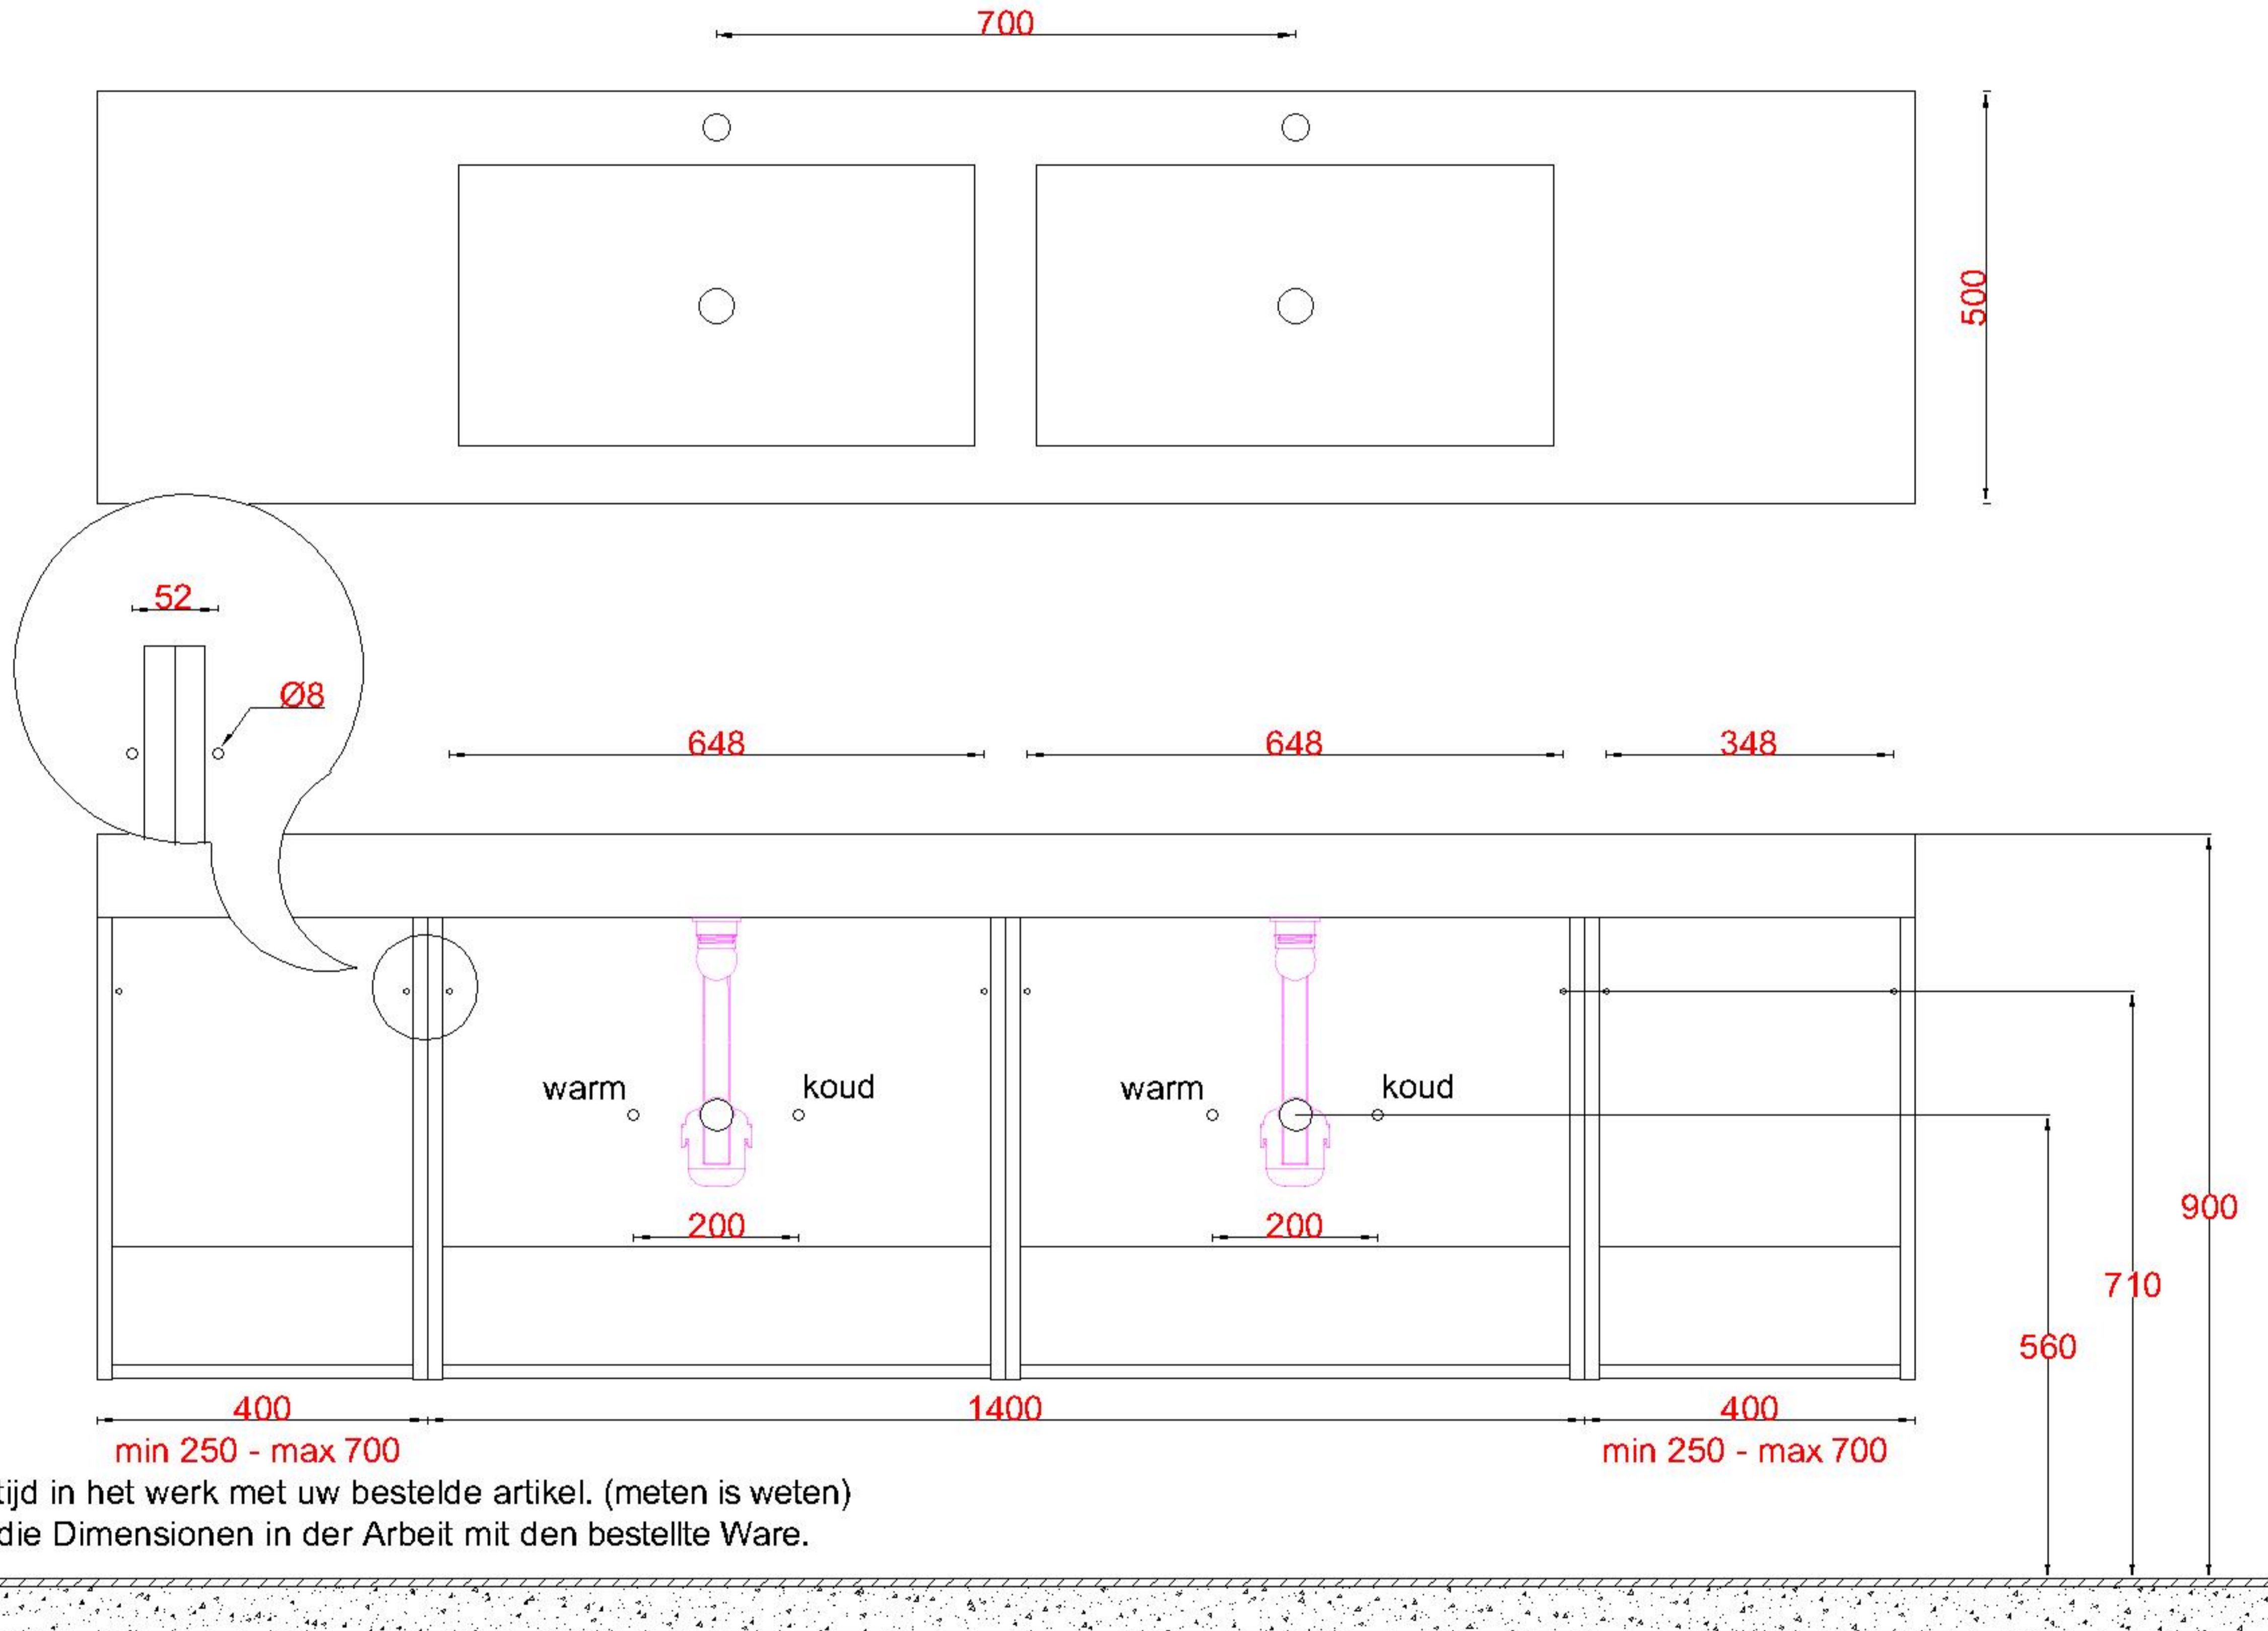 700
500
52
Ø8
648 648 348
warm koud warm koud
200 200
900
710
560
400 1400 400
min 250 - max 700 min 250 - max 700
tijd in het werk met uw bestelde artikel. (meten is weten)
die Dimensionen in der Arbeit mit den bestellte Ware.